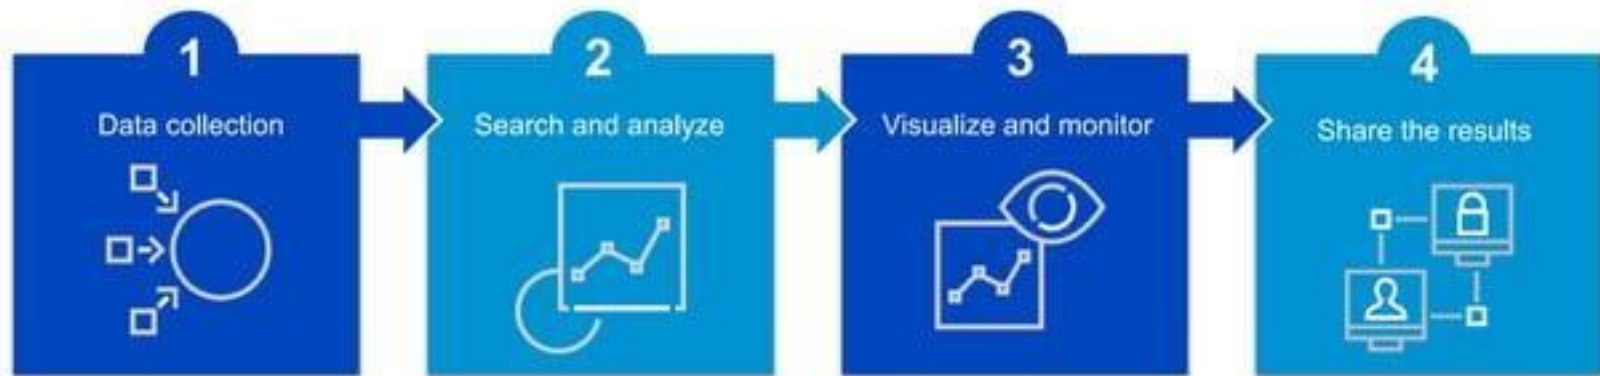 1
Data collection
2
Search and analyze
3
Visualize and monitor
4
Share the results